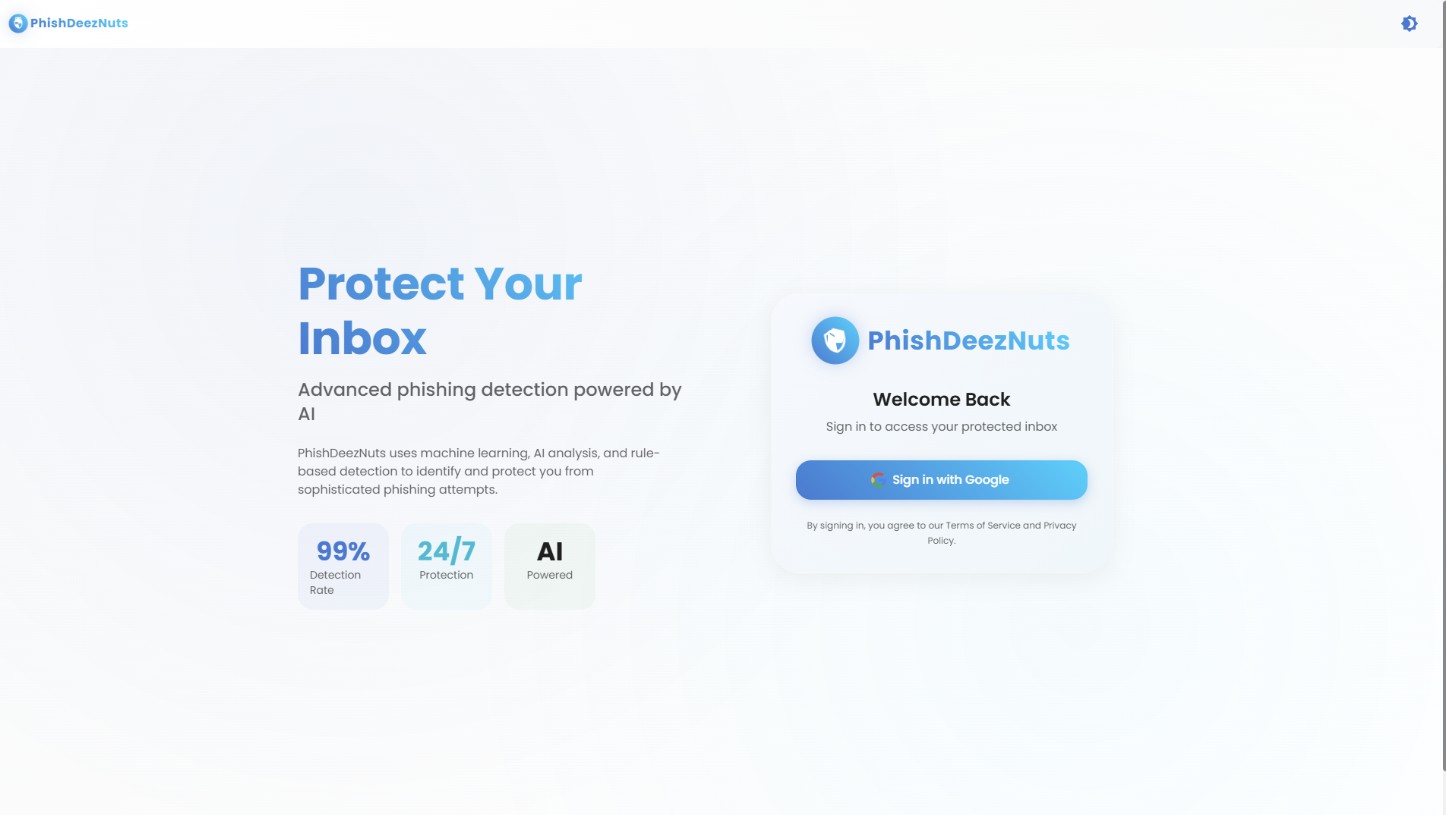 PhishDeezNuts
Protect Your
Inbox
Advanced phishing detection powered by
AI
PhishDeezNuts uses machine learning, AI analysis, and rule-
based detection to identify and protect you from
sophisticated phishing attempts.
99%
Detection
Rate
24/7
Protection
AI
Powered
PhishDeezNuts
Welcome Back
Sign in to access your protected inbox
Sign in with Google
By signing in, you agree to our Terms of Service and Privacy
Policy.